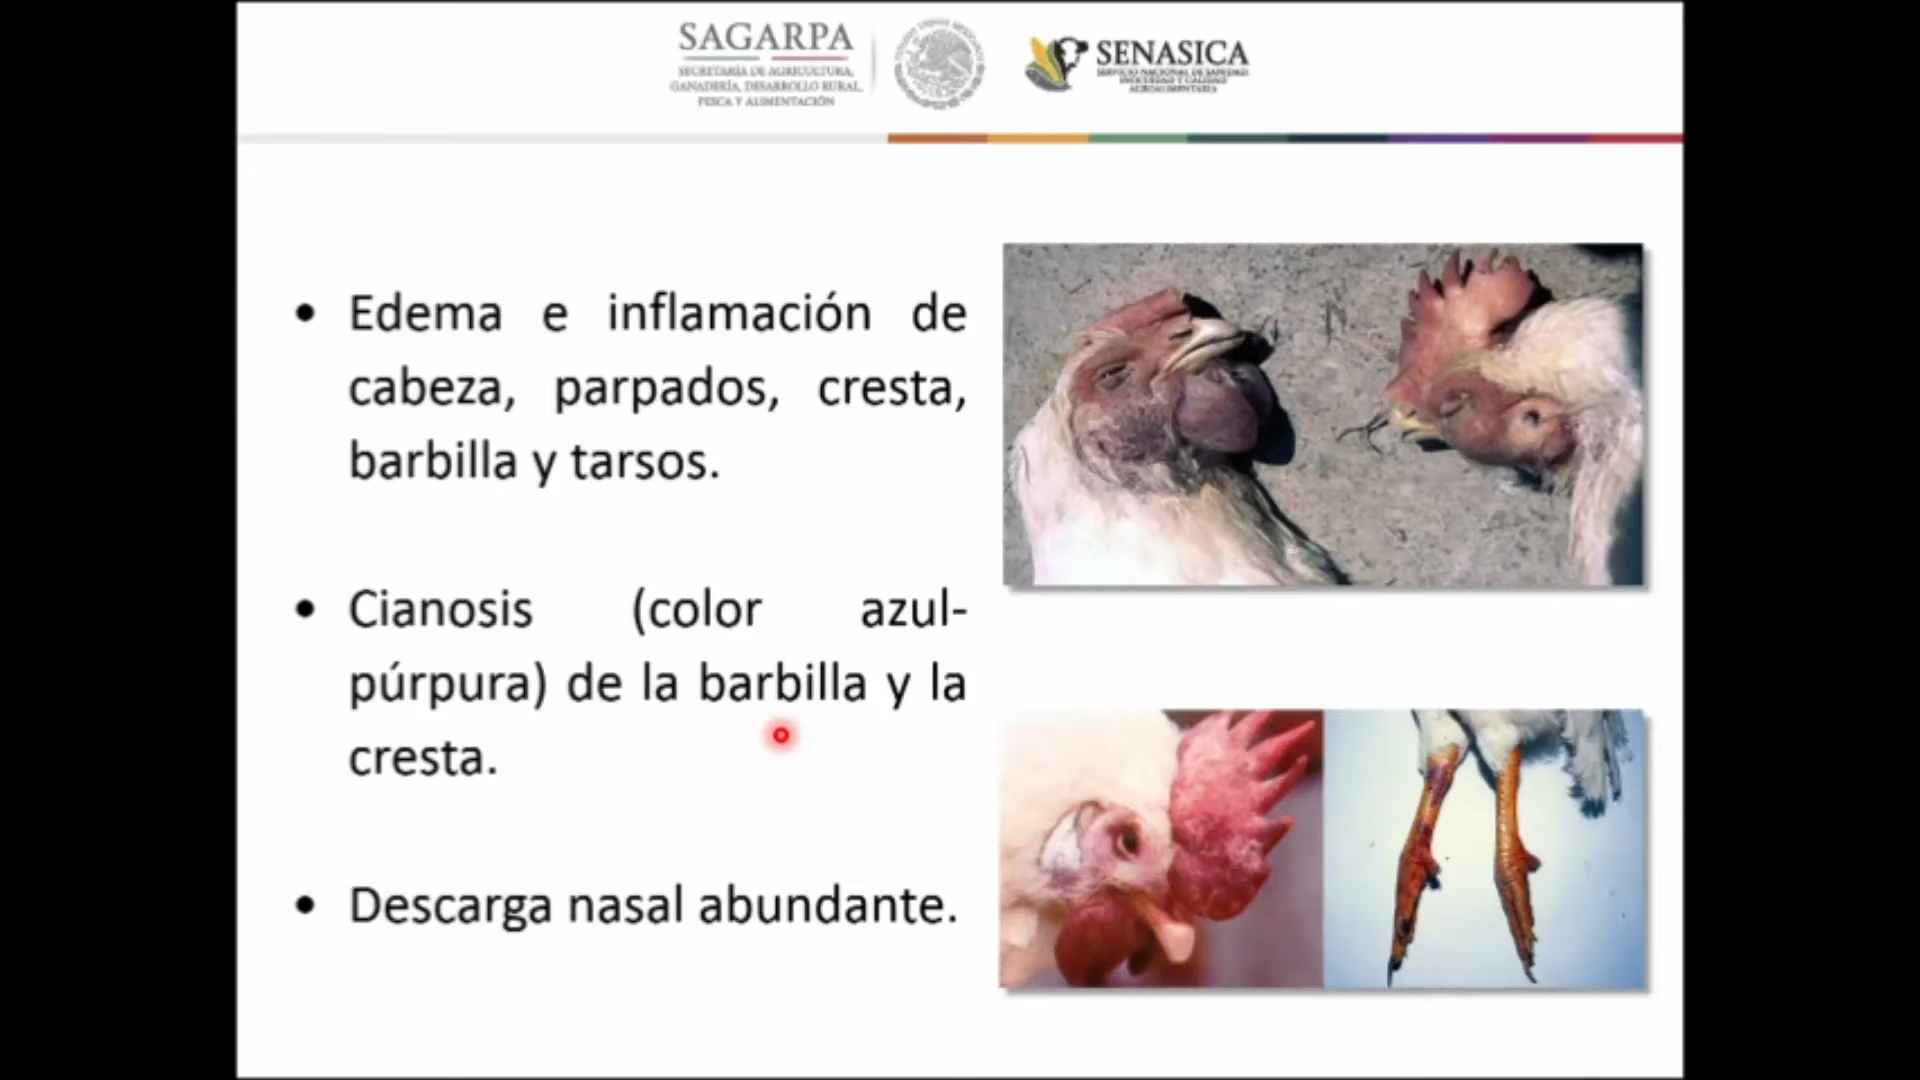 SAGARPA
SECRETARÍA DE AGRICULTURA,
GANADERÍA, DESARROLLO RURAL,
PESCA Y ALIMENTACIÓN
SENASICA
SERVICIO NACIONAL DE SANIDAD,
INOCUIDAD Y CALIDAD
AGROALIMENTARIA
• Edema e inflamación de
cabeza, parpados, cresta,
barbilla y tarsos.
• Cianosis (color azul-
púrpura) de la barbilla y la
cresta.
• Descarga nasal abundante.